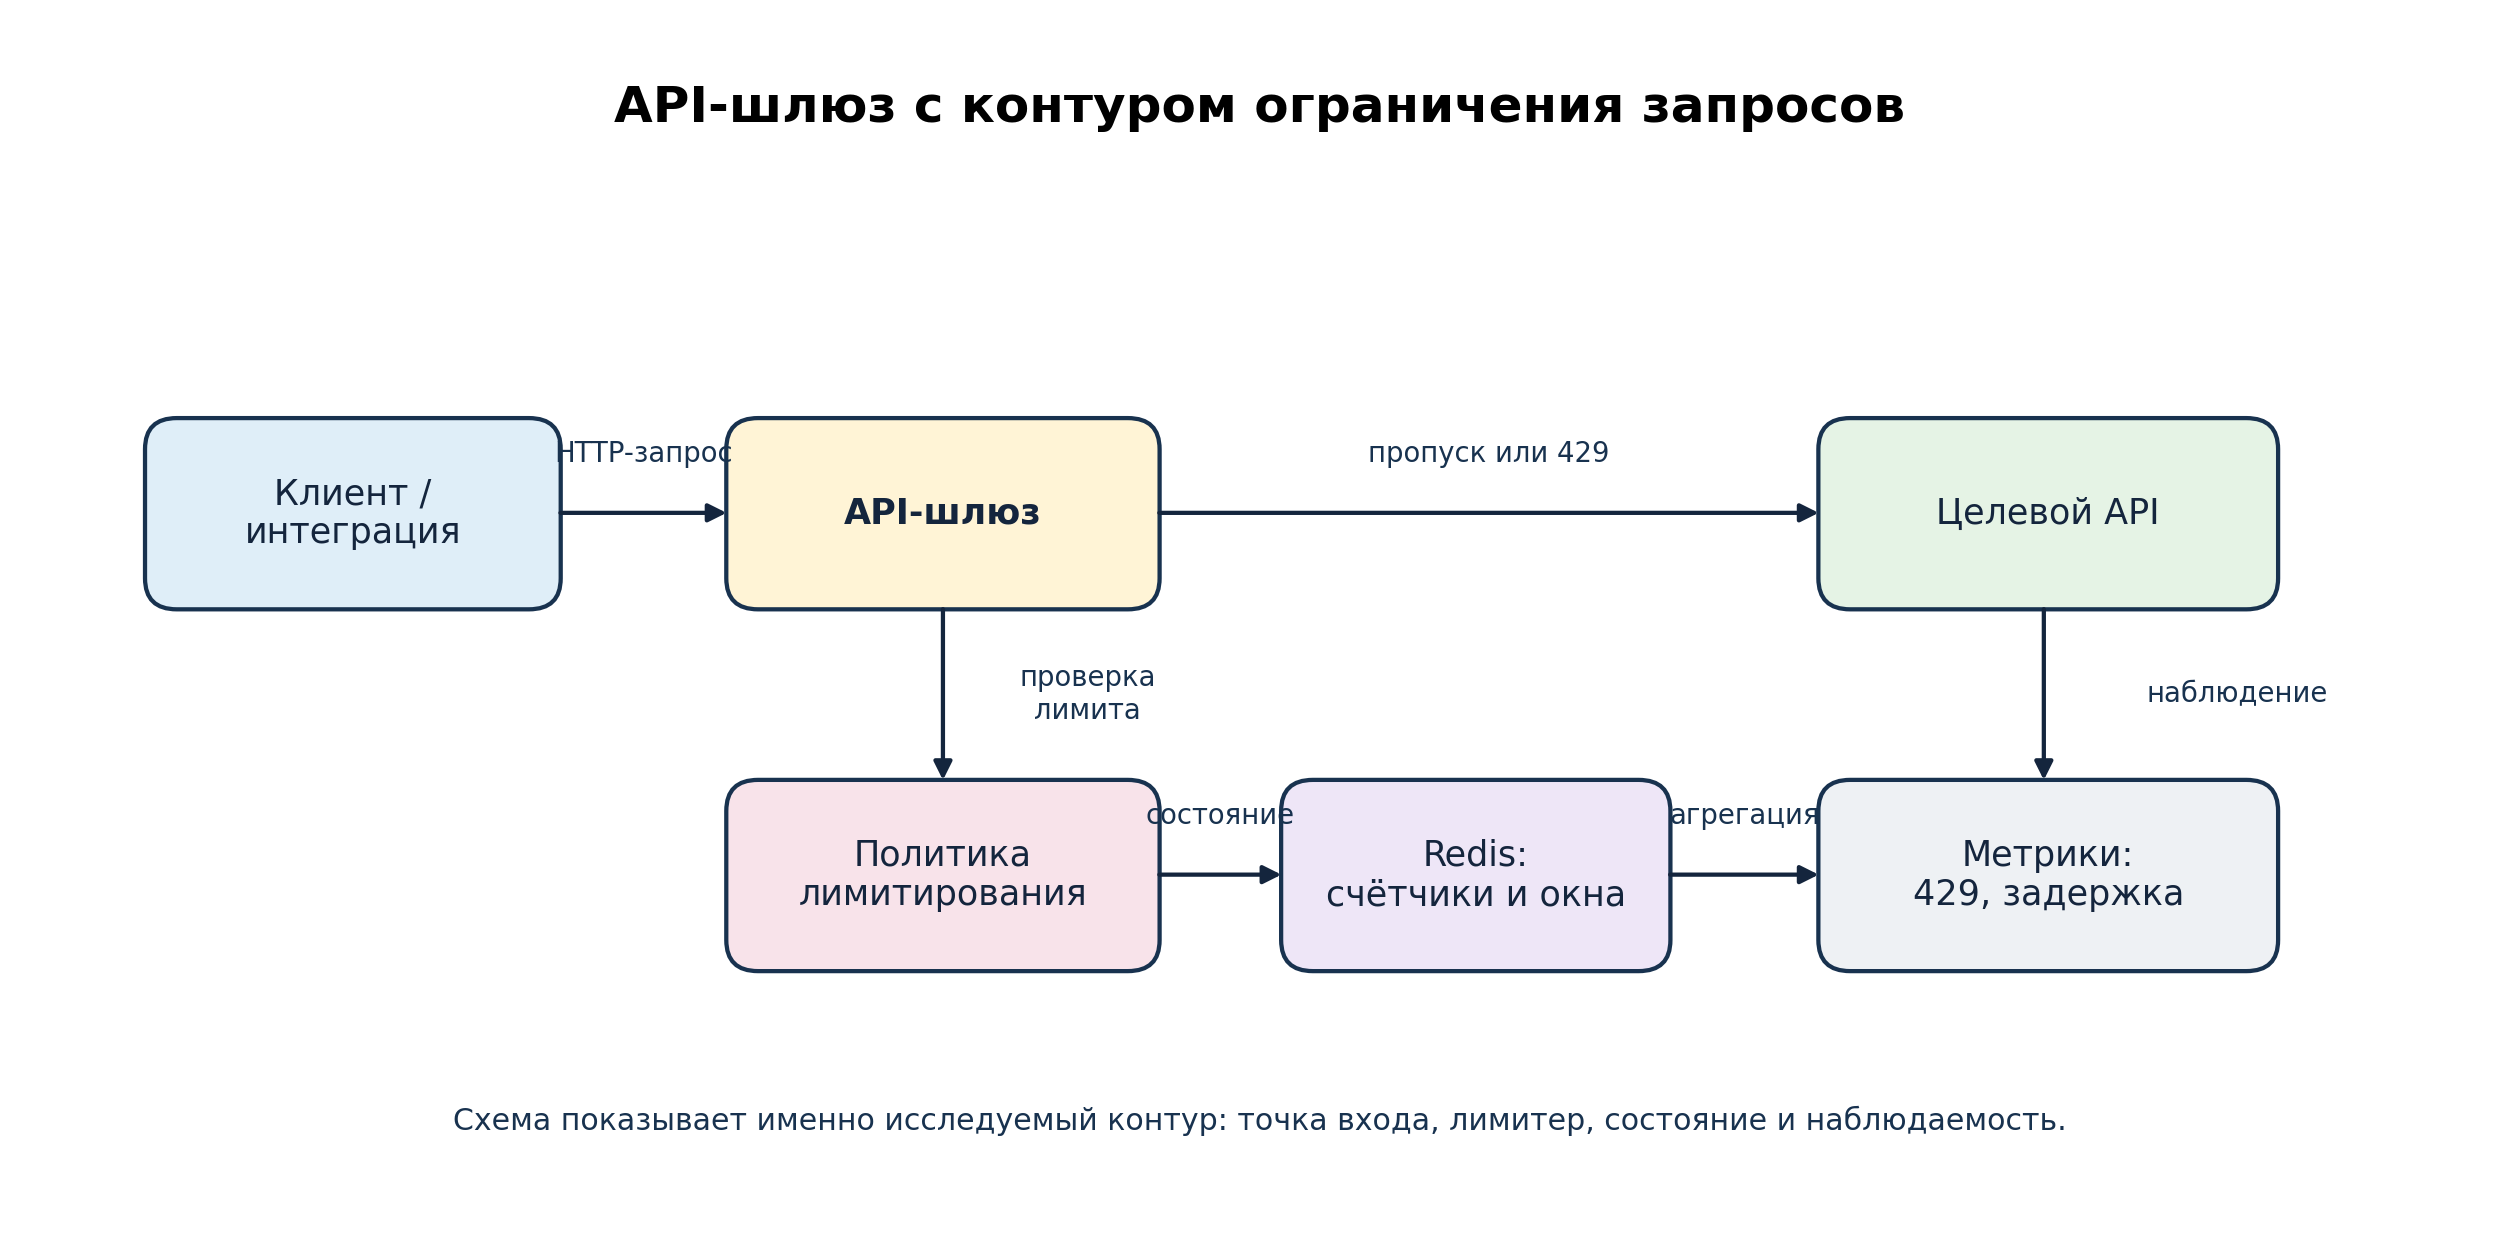 API-шлюз с контуром ограничения запросов
Клиент /
интеграция
HTTP-запрос
API-шлюз
пропуск или 429
Целевой API
проверка
лимита
наблюдение
Политика
лимитирования
состояние
Redis:
счётчики и окна
агрегация
Метрики:
429, задержка
Схема показывает именно исследуемый контур: точка входа, лимитер, состояние и наблюдаемость.